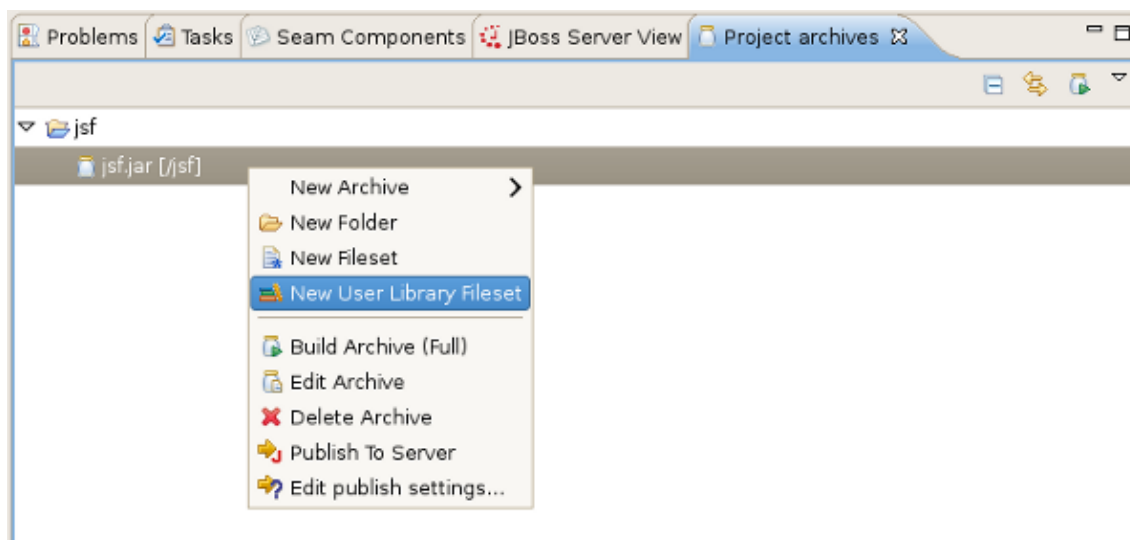 Problems Tasks Seam Components JBoss Server View Project archives
jsf
jsf.jar [/jsf]
New Archive
New Folder
New Fileset
New User Library Fileset
Build Archive (Full)
Edit Archive
Delete Archive
Publish To Server
Edit publish settings...